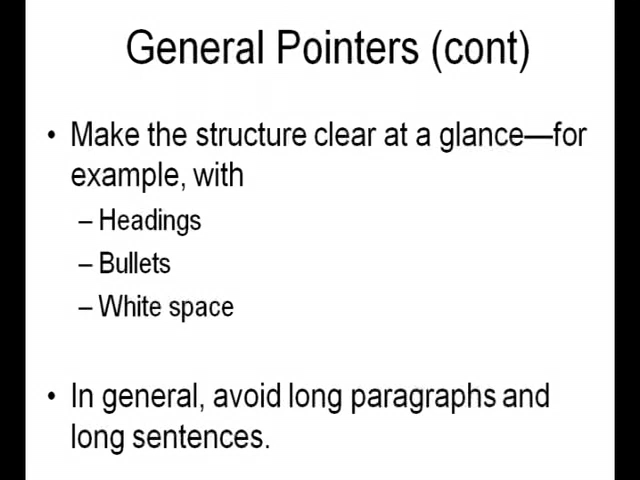 General Pointers (cont)
• Make the structure clear at a glance—for
example, with
– Headings
– Bullets
– White space
• In general, avoid long paragraphs and
long sentences.